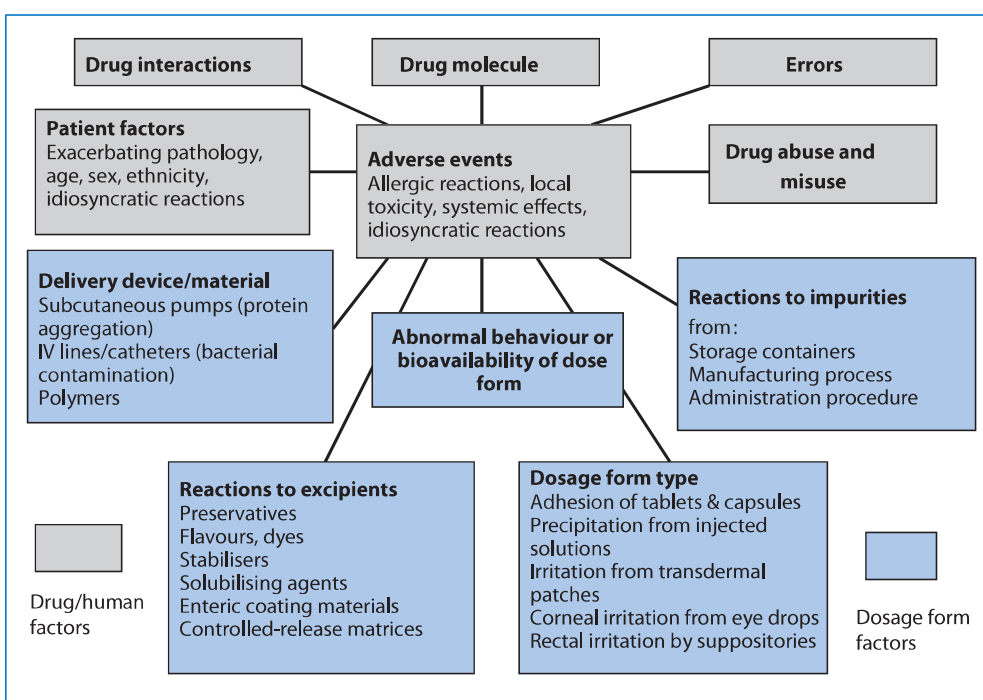 Drug interactions
Drug molecule
Errors
Patient factors
Exacerbating pathology,
age, sex, ethnicity,
idiosyncratic reactions
Adverse events
Allergic reactions, local
toxicity, systemic effects,
idiosyncratic reactions
Drug abuse and
misuse
Delivery device/material
Subcutaneous pumps (protein
aggregation)
IV lines/catheters (bacterial
contamination)
Polymers
Abnormal behaviour or
bioavailability of dose
form
Reactions to impurities
from:
Storage containers
Manufacturing process
Administration procedure
Reactions to excipients
Preservatives
Flavours, dyes
Stabilisers
Solubilising agents
Enteric coating materials
Controlled-release matrices
Dosage form type
Adhesion of tablets & capsules
Precipitation from injected
solutions
Irritation from transdermal
patches
Corneal irritation from eye drops
Rectal irritation by suppositories
Drug/human
factors
Dosage form
factors